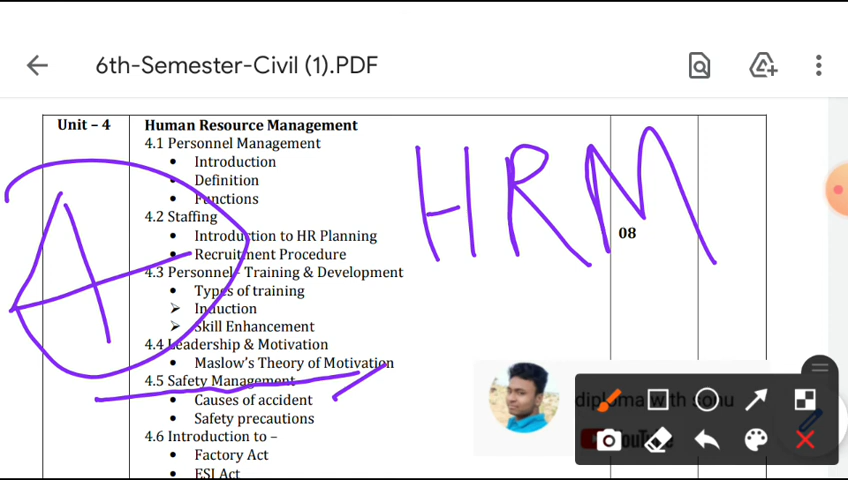 6th-Semester-Civil (1).PDF
Unit – 4
Human Resource Management
4.1 Personnel Management
• Introduction
• Definition
• Functions
4.2 Staffing
• Introduction to HR Planning
• Recruitment Procedure
4.3 Personnel- Training & Development
• Types of training
➢ Induction
➢ Skill Enhancement
4.4 Leadership & Motivation
• Maslow's Theory of Motivation
4.5 Safety Management
• Causes of accident
• Safety precautions
4.6 Introduction to –
• Factory Act
• ESI Act
08
HRM
A
diploma with sonu
YouTube